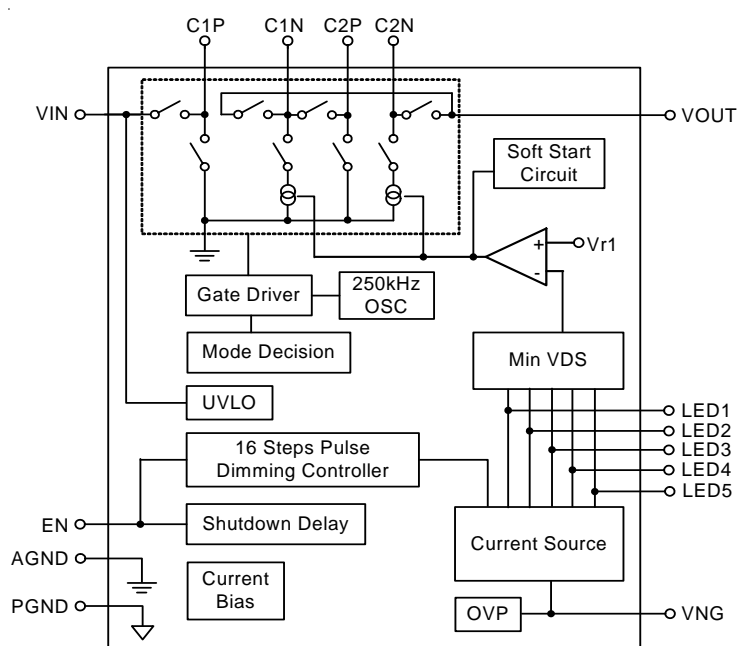 C1P C1N C2P C2N
VIN
VOUT
Soft Start
Circuit
+
Vr1
-
Gate Driver
250kHz
OSC
Mode Decision
Min VDS
UVLO
LED1
LED2
LED3
LED4
LED5
16 Steps Pulse
Dimming Controller
EN
Shutdown Delay
Current Source
AGND
Current
Bias
PGND
OVP
VNG